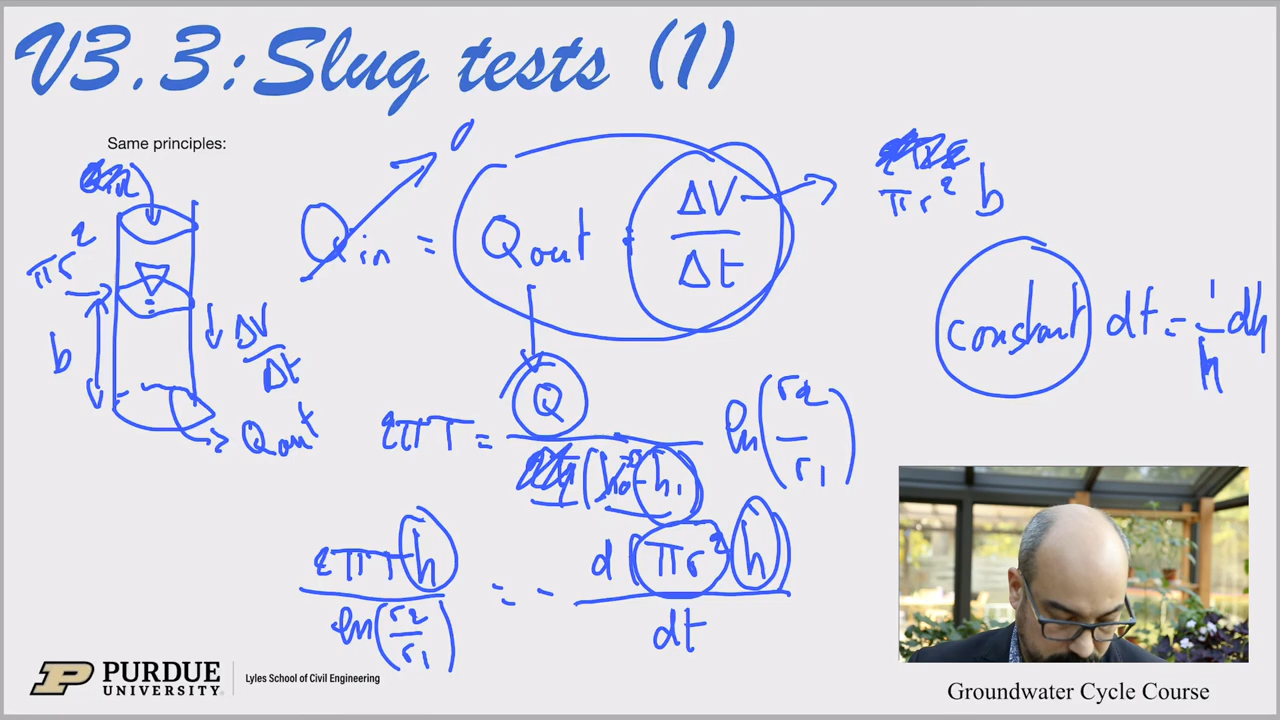 V3.3: Slug tests (1)
Same principles:
πr²
b
ΔV
Δt
Qout
Qin = Qout + ΔV/Δt
0
πr² b
constant dt = 1/h dh
2πT = Q/(h₀ - h₁) ln(r2/r1)
2πTh/ln(r2/r1) = - d(πr² h)/dt
PURDUE UNIVERSITY
Lyles School of Civil Engineering
Groundwater Cycle Course